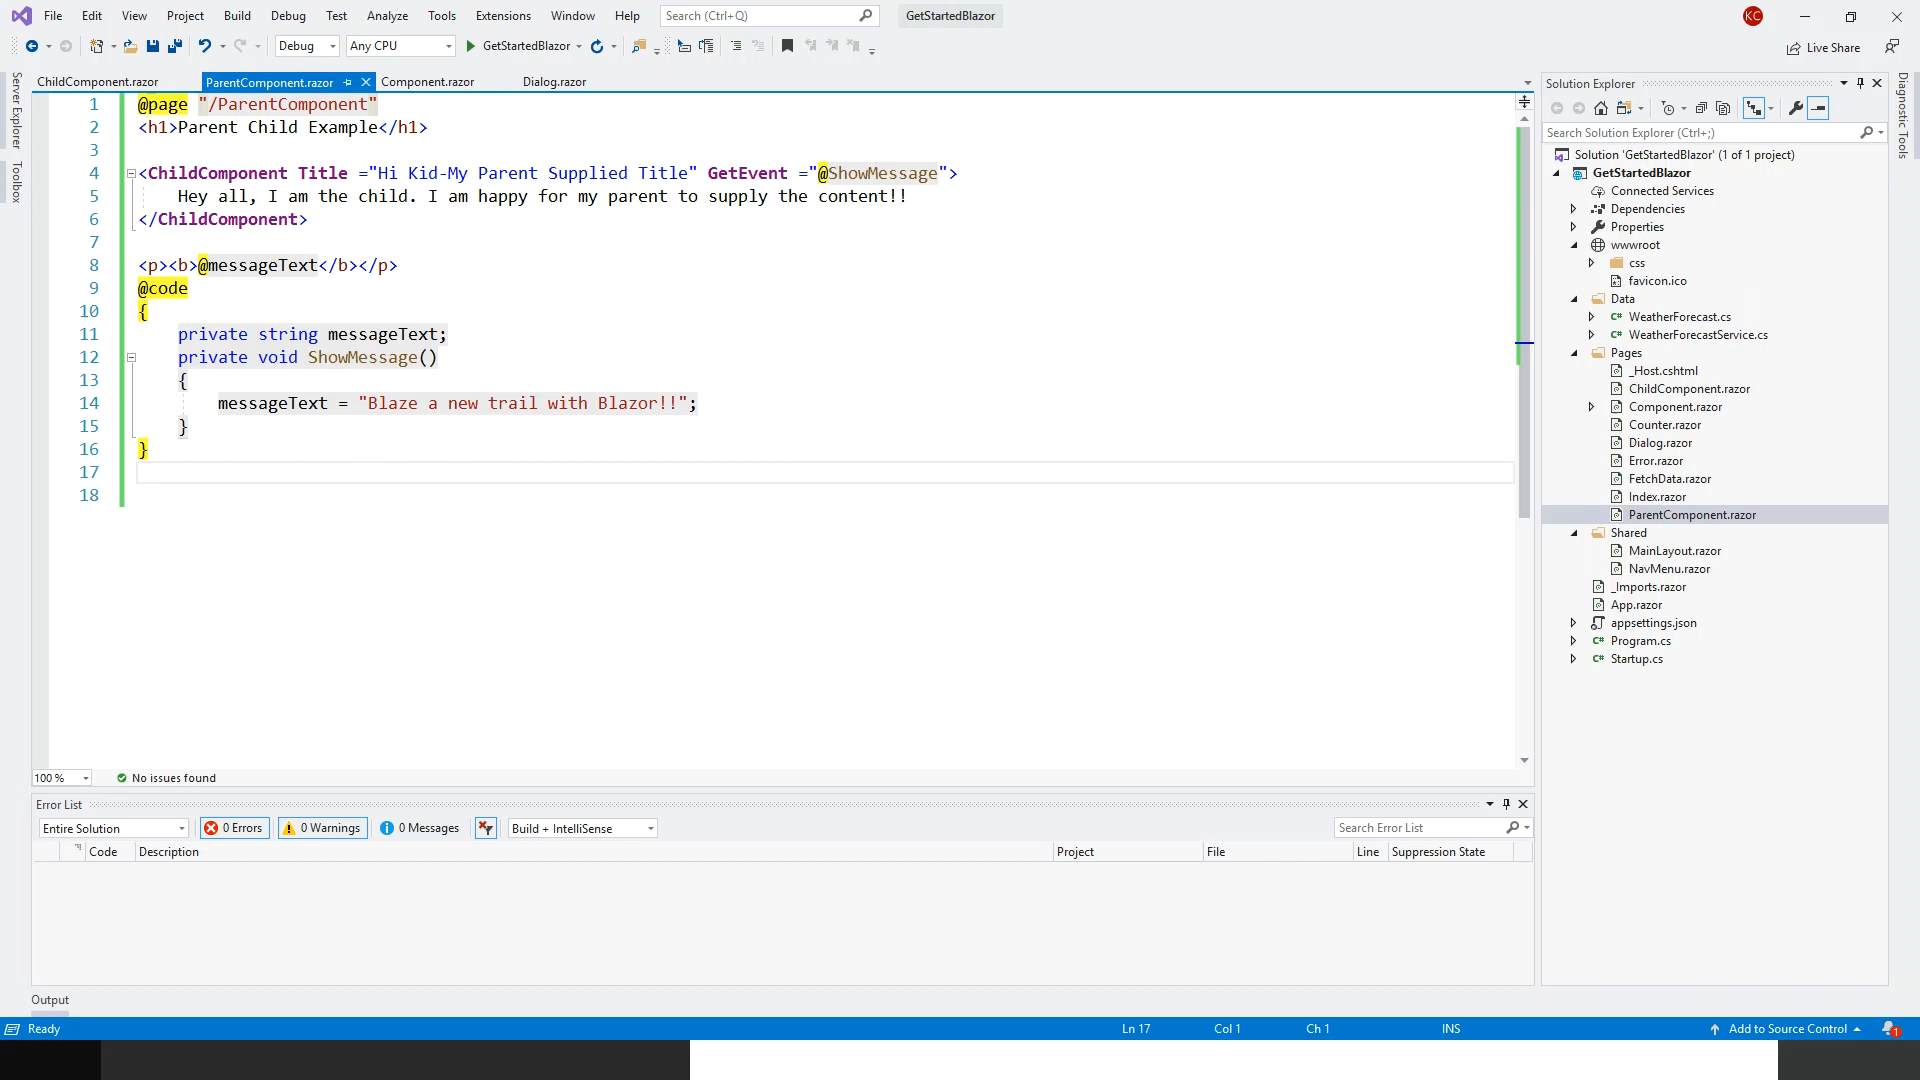 File Edit View Project Build Debug Test Analyze Tools Extensions Window Help Search (Ctrl+Q) GetStartedBlazor KC
Debug Any CPU GetStartedBlazor Live Share
Server Explorer
Toolbox
ChildComponent.razor ParentComponent.razor Component.razor Dialog.razor
1 @page "/ParentComponent"
2 <h1>Parent Child Example</h1>
3
4 <ChildComponent Title ="Hi Kid-My Parent Supplied Title" GetEvent ="@ShowMessage">
5 Hey all, I am the child. I am happy for my parent to supply the content!!
6 </ChildComponent>
7
8 <p><b>@messageText</b></p>
9 @code
10 {
11 private string messageText;
12 private void ShowMessage()
13 {
14 messageText = "Blaze a new trail with Blazor!!";
15 }
16 }
17
18
100 % No issues found
Error List
Entire Solution 0 Errors 0 Warnings 0 Messages Build + IntelliSense Search Error List
Code Description Project File Line Suppression State
Output
Solution Explorer
Search Solution Explorer (Ctrl+;)
Solution 'GetStartedBlazor' (1 of 1 project)
GetStartedBlazor
Connected Services
Dependencies
Properties
wwwroot
css
favicon.ico
Data
C# WeatherForecast.cs
C# WeatherForecastService.cs
Pages
_Host.cshtml
ChildComponent.razor
Component.razor
Counter.razor
Dialog.razor
Error.razor
FetchData.razor
Index.razor
ParentComponent.razor
Shared
MainLayout.razor
NavMenu.razor
_Imports.razor
App.razor
appsettings.json
C# Program.cs
C# Startup.cs
Diagnostic Tools
Ready Ln 17 Col 1 Ch 1 INS Add to Source Control 1